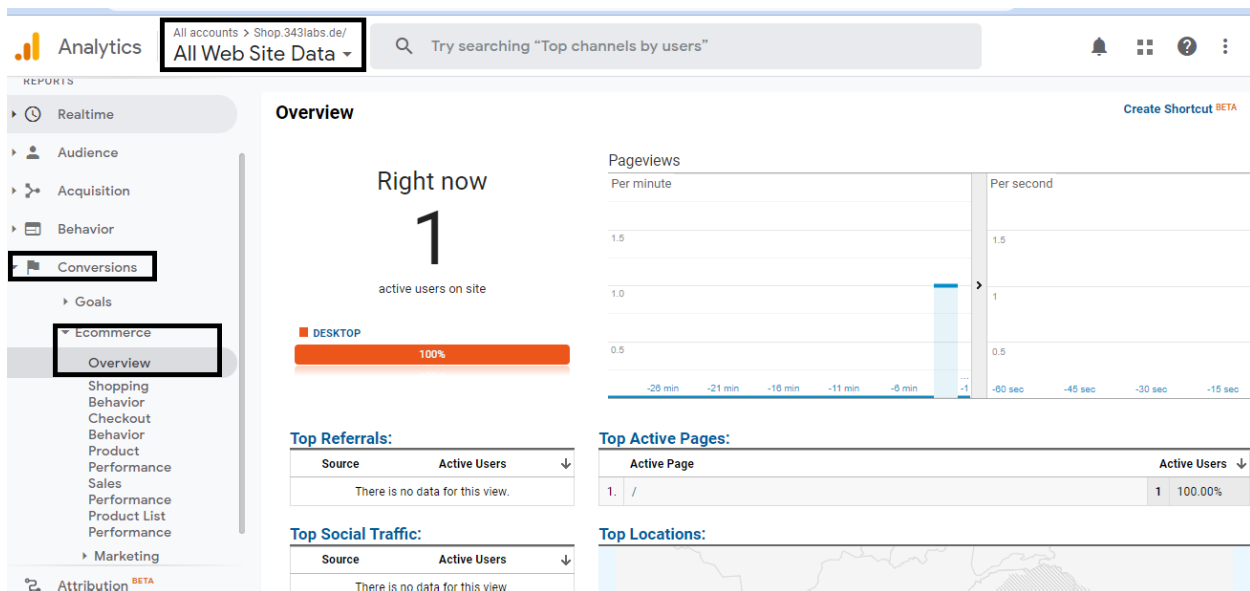 Analytics
All accounts > Shop.343labs.de/
All Web Site Data
Try searching “Top channels by users”
REPORTS
Realtime
Audience
Acquisition
Behavior
Conversions
Goals
Ecommerce
Overview
Shopping
Behavior
Checkout
Behavior
Product
Performance
Sales
Performance
Product List
Performance
Marketing
Attribution BETA
Overview
Create Shortcut BETA
Right now
1
active users on site
DESKTOP
100%
Pageviews
Per minute
1.5
1.0
0.5
-26 min -21 min -16 min -11 min -6 min -1
...
Per second
1.5
1
0.5
-60 sec -45 sec -30 sec -15 sec
Top Referrals:
Source Active Users
There is no data for this view.
Top Active Pages:
Active Page Active Users
1. / 1 100.00%
Top Social Traffic:
Source Active Users
There is no data for this view
Top Locations: